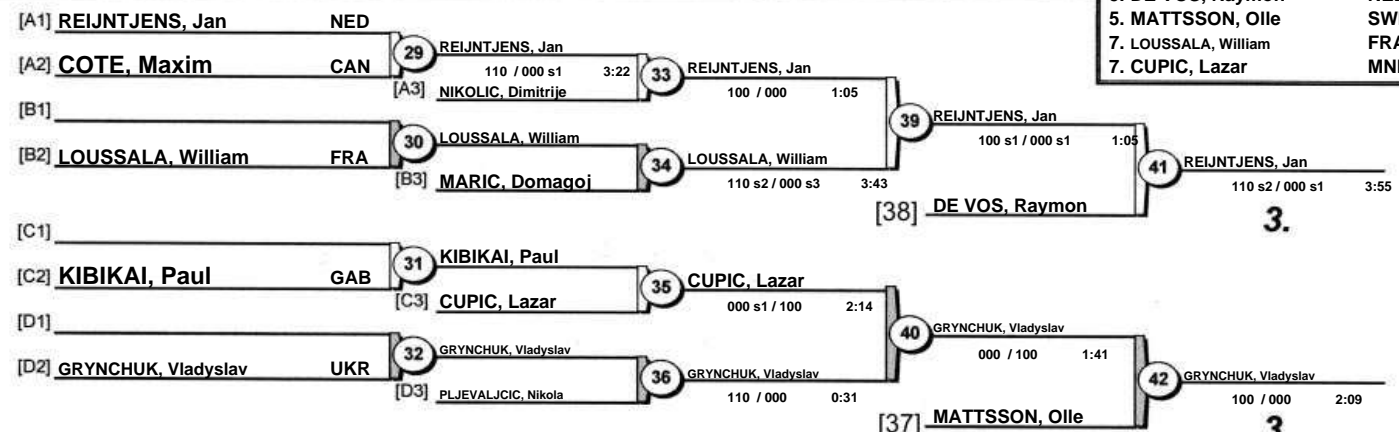 5. MATTSSON, Olle SW
7. LOUSSALA, William FRA
7. CUPIC, Lazar
[A1] REIJNTJENS, Jan NED
[A2] COTE, Maxim CAN
29 REIJNTJENS, Jan
110 / 000 s1 3:22
[A3] NIKOLIC, Dimitrije
33 REIJNTJENS, Jan
100 / 000 1:05
[B1]
[B2] LOUSSALA, William FRA
30 LOUSSALA, William
[B3] MARIC, Domagoj
34 LOUSSALA, William
110 s2 / 000 s3 3:43
39 REIJNTJENS, Jan
100 s1 / 000 s1 1:05
[38] DE VOS, Raymon
41 REIJNTJENS, Jan
110 s2 / 000 s1 3:55
3.
[C1]
[C2] KIBIKAI, Paul GAB
31 KIBIKAI, Paul
[C3] CUPIC, Lazar
35 CUPIC, Lazar
000 s1 / 100 2:14
[D1]
[D2] GRYNCHUK, Vladyslav UKR
32 GRYNCHUK, Vladyslav
[D3] PLJEVALJCIC, Nikola
36 GRYNCHUK, Vladyslav
110 / 000 0:31
40 GRYNCHUK, Vladyslav
000 / 100 1:41
[37] MATTSSON, Olle
42 GRYNCHUK, Vladyslav
100 / 000 2:09
3